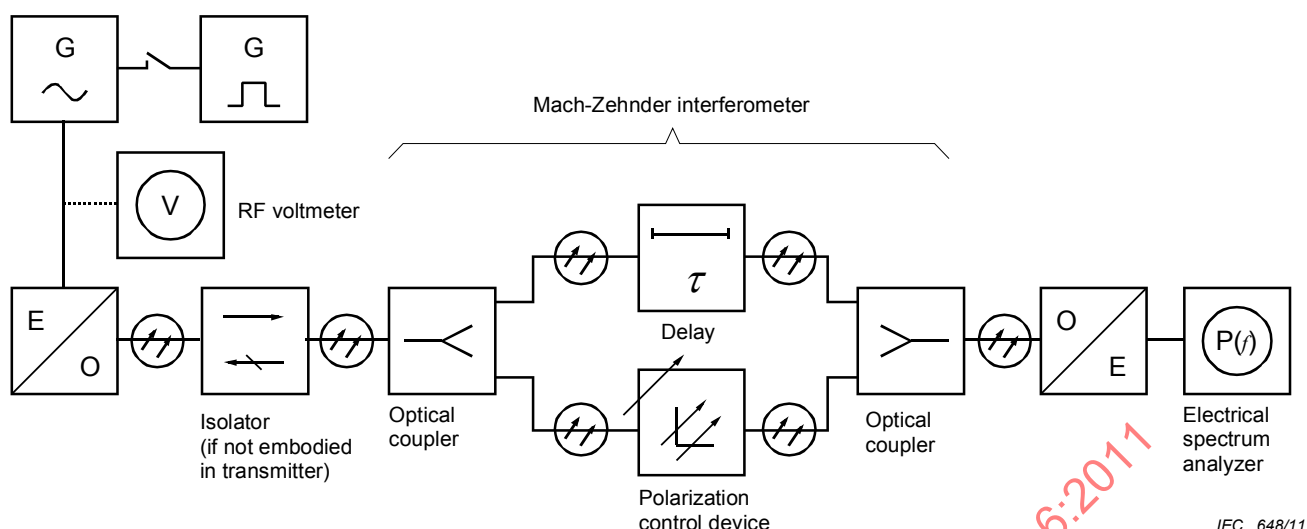 G
G
Mach-Zehnder interferometer
V
RF voltmeter
τ
Delay
E
O
O
E
P(f)
Isolator
(if not embodied
in transmitter)
Optical
coupler
Optical
coupler
Electrical
spectrum
analyzer
Polarization
control device
6:2011
IEC 648/11